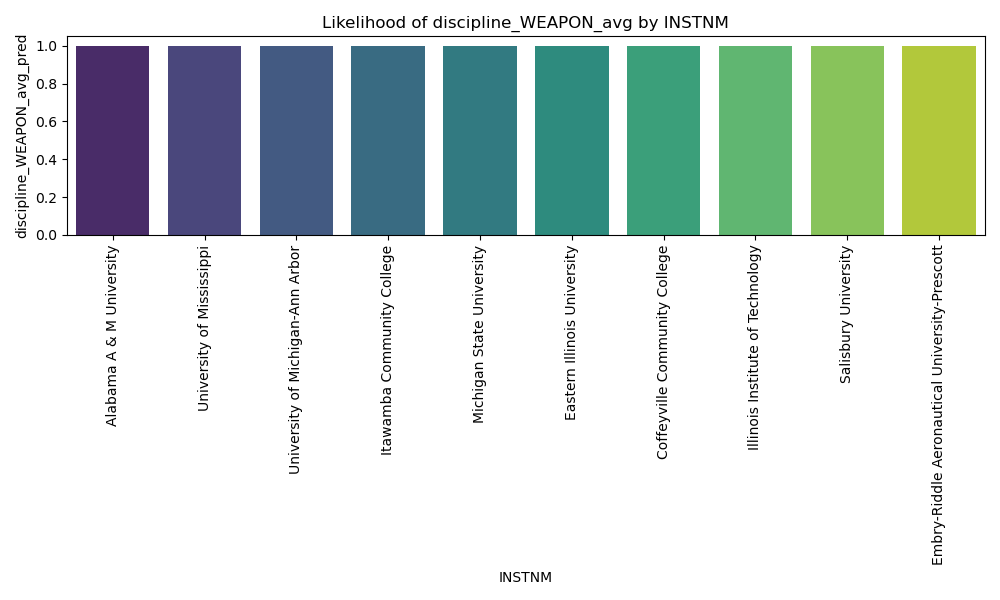 Likelihood of discipline_WEAPON_avg by INSTNM
discipline_WEAPON_avg_pred
1.0
0.8
0.6
0.4
0.2
0.0
Alabama A & M University
University of Mississippi
University of Michigan-Ann Arbor
Itawamba Community College
Michigan State University
Eastern Illinois University
Coffeyville Community College
Illinois Institute of Technology
Salisbury University
Embry-Riddle Aeronautical University-Prescott
INSTNM